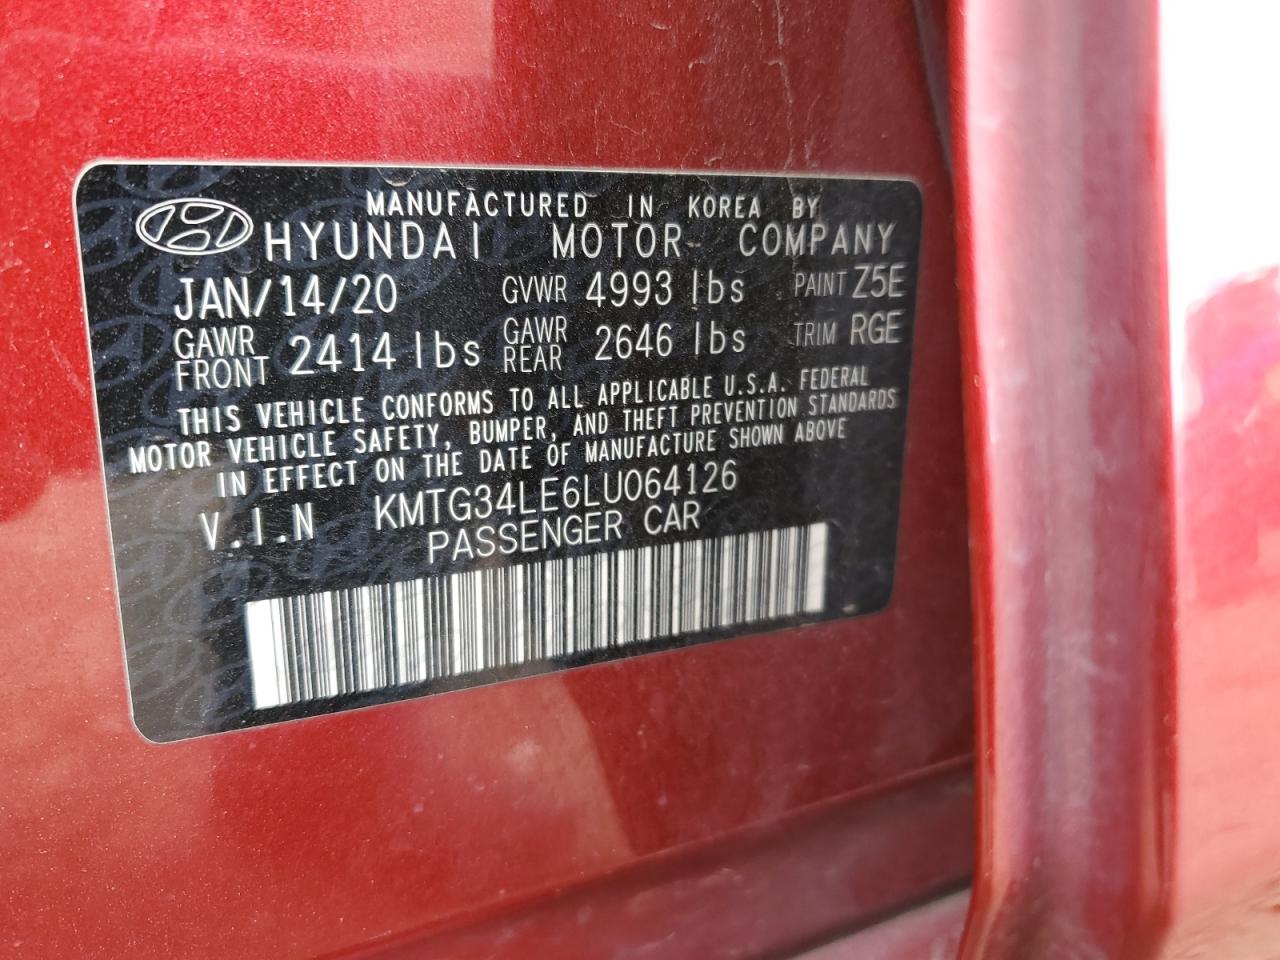 MANUFACTURED IN KOREA BY
HYUNDAI MOTOR COMPANY
JAN/14/20 GVWR 4993 lbs PAINT Z5E
GAWR FRONT 2414 lbs GAWR REAR 2646 lbs TRIM RGE
THIS VEHICLE CONFORMS TO ALL APPLICABLE U.S.A. FEDERAL
MOTOR VEHICLE SAFETY, BUMPER, AND THEFT PREVENTION STANDARDS
IN EFFECT ON THE DATE OF MANUFACTURE SHOWN ABOVE
V.I.N KMTG34LE6LU064126
PASSENGER CAR